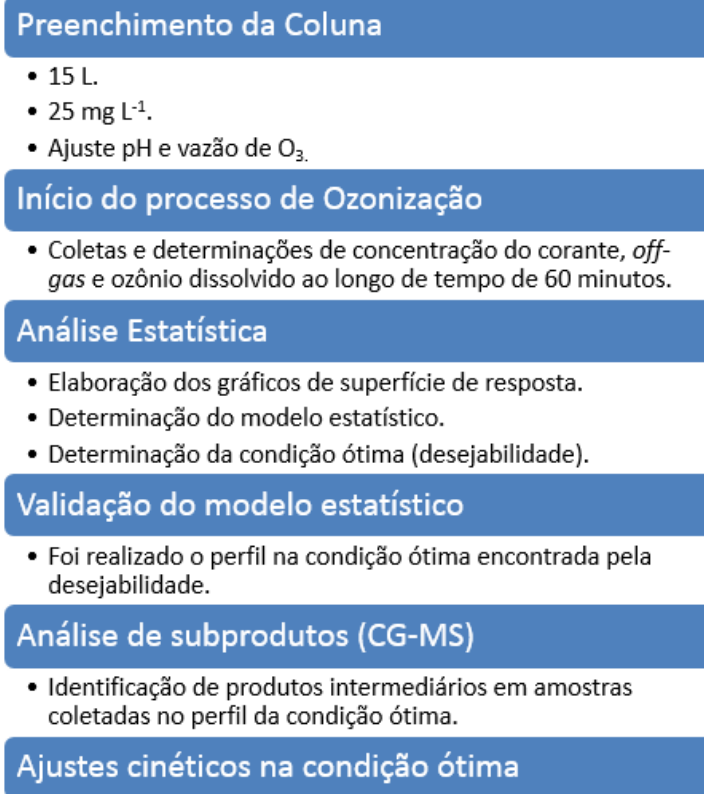 Preenchimento da Coluna
• 15 L.
• 25 mg L⁻¹.
• Ajuste pH e vazão de O₃.
Início do processo de Ozonização
• Coletas e determinações de concentração do corante, off-
gas e ozônio dissolvido ao longo de tempo de 60 minutos.
Análise Estatística
• Elaboração dos gráficos de superfície de resposta.
• Determinação do modelo estatístico.
• Determinação da condição ótima (desejabilidade).
Validação do modelo estatístico
• Foi realizado o perfil na condição ótima encontrada pela
desejabilidade.
Análise de subprodutos (CG-MS)
• Identificação de produtos intermediários em amostras
coletadas no perfil da condição ótima.
Ajustes cinéticos na condição ótima